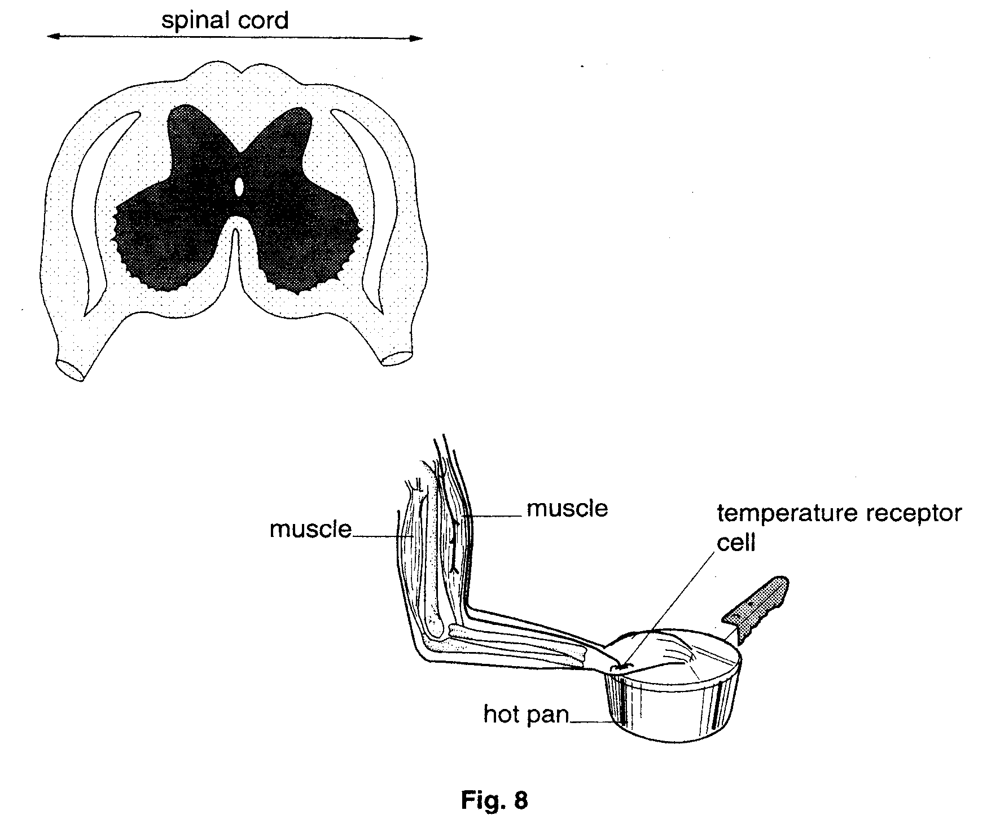 spinal cord
muscle
muscle
temperature receptor
cell
hot pan
Fig. 8